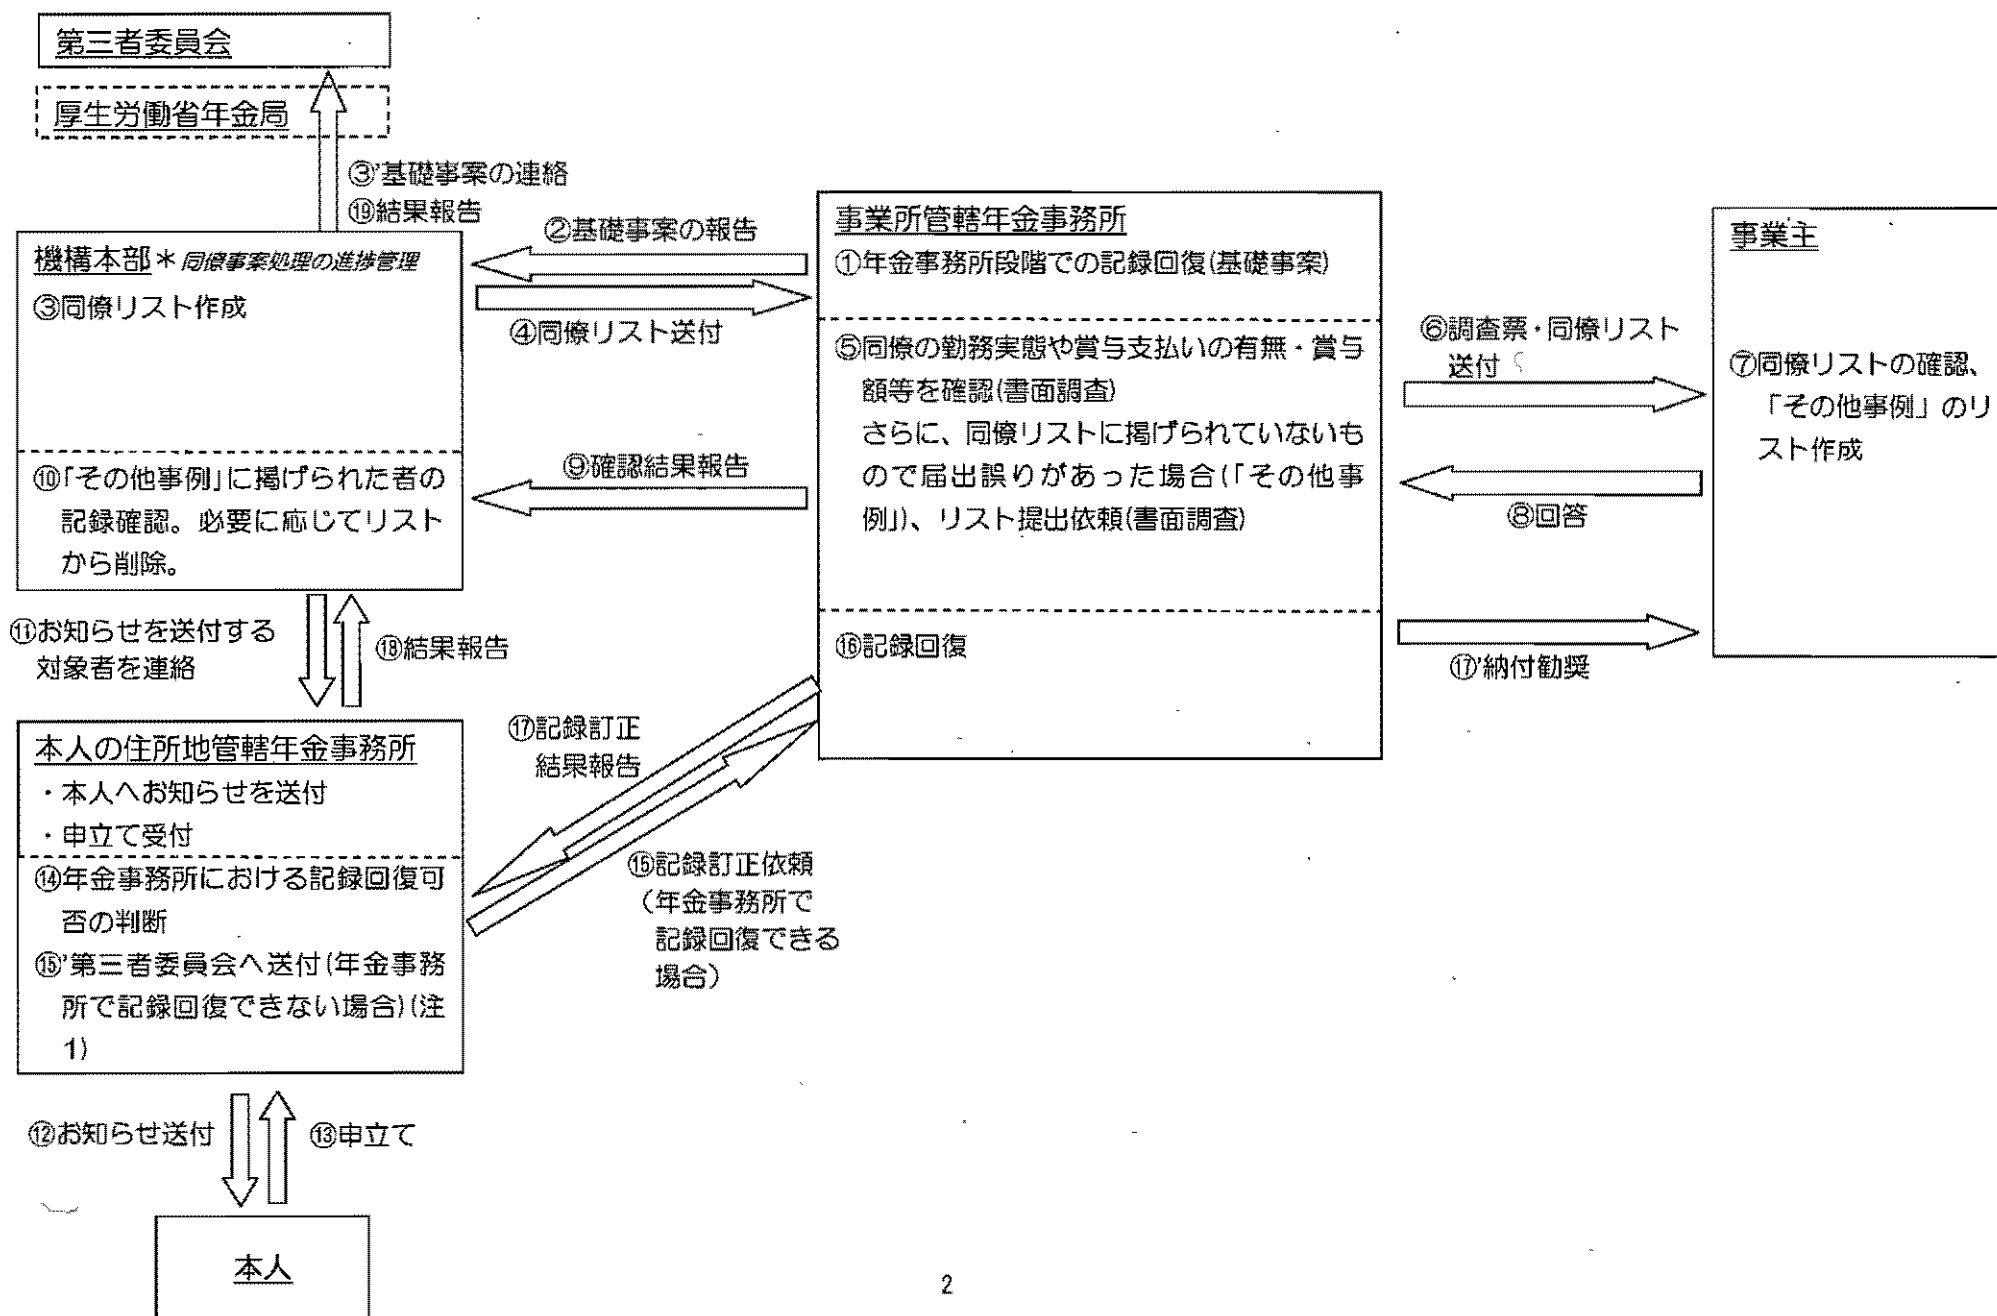 第三者委員会
厚生労働省年金局
③'基礎事案の連絡
⑲結果報告
機構本部＊同僚事案処理の進捗管理
③同僚リスト作成
⑩「その他事例」に掲げられた者の
記録確認。必要に応じてリスト
から削除。
②基礎事案の報告
④同僚リスト送付
⑨確認結果報告
事業所管轄年金事務所
①年金事務所段階での記録回復(基礎事案)
⑤同僚の勤務実態や賞与支払いの有無・賞与
額等を確認(書面調査)
さらに、同僚リストに掲げられていないも
ので届出誤りがあった場合(「その他事
例」)、リスト提出依頼(書面調査)
⑯記録回復
⑥調査票・同僚リスト
送付
⑧回答
⑰'納付勧奨
事業主
⑦同僚リストの確認、
「その他事例」のリ
スト作成
⑪お知らせを送付する
対象者を連絡
⑱結果報告
本人の住所地管轄年金事務所
・本人へお知らせを送付
・申立て受付
⑭年金事務所における記録回復可
否の判断
⑮'第三者委員会へ送付(年金事務
所で記録回復できない場合)(注
1)
⑰記録訂正
結果報告
⑮記録訂正依頼
（年金事務所で
記録回復できる
場合）
⑫お知らせ送付
⑬申立て
本人
2